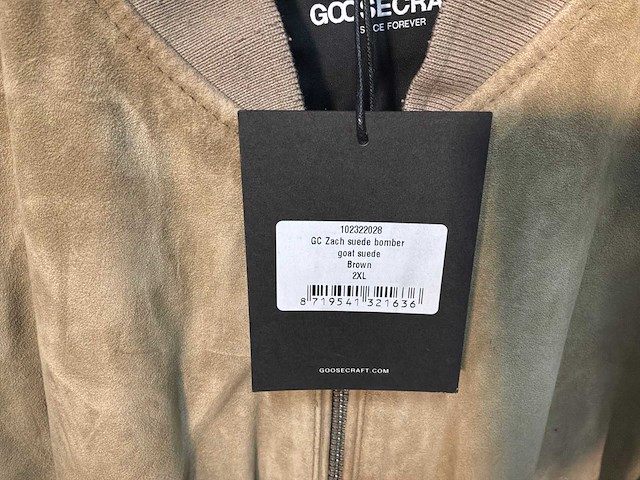 GOOSECRA
SINCE FOREVER
102322028
GC Zach suede bomber
goat suede
Brown
2XL
8 719541 321636
GOOSECRAFT.COM